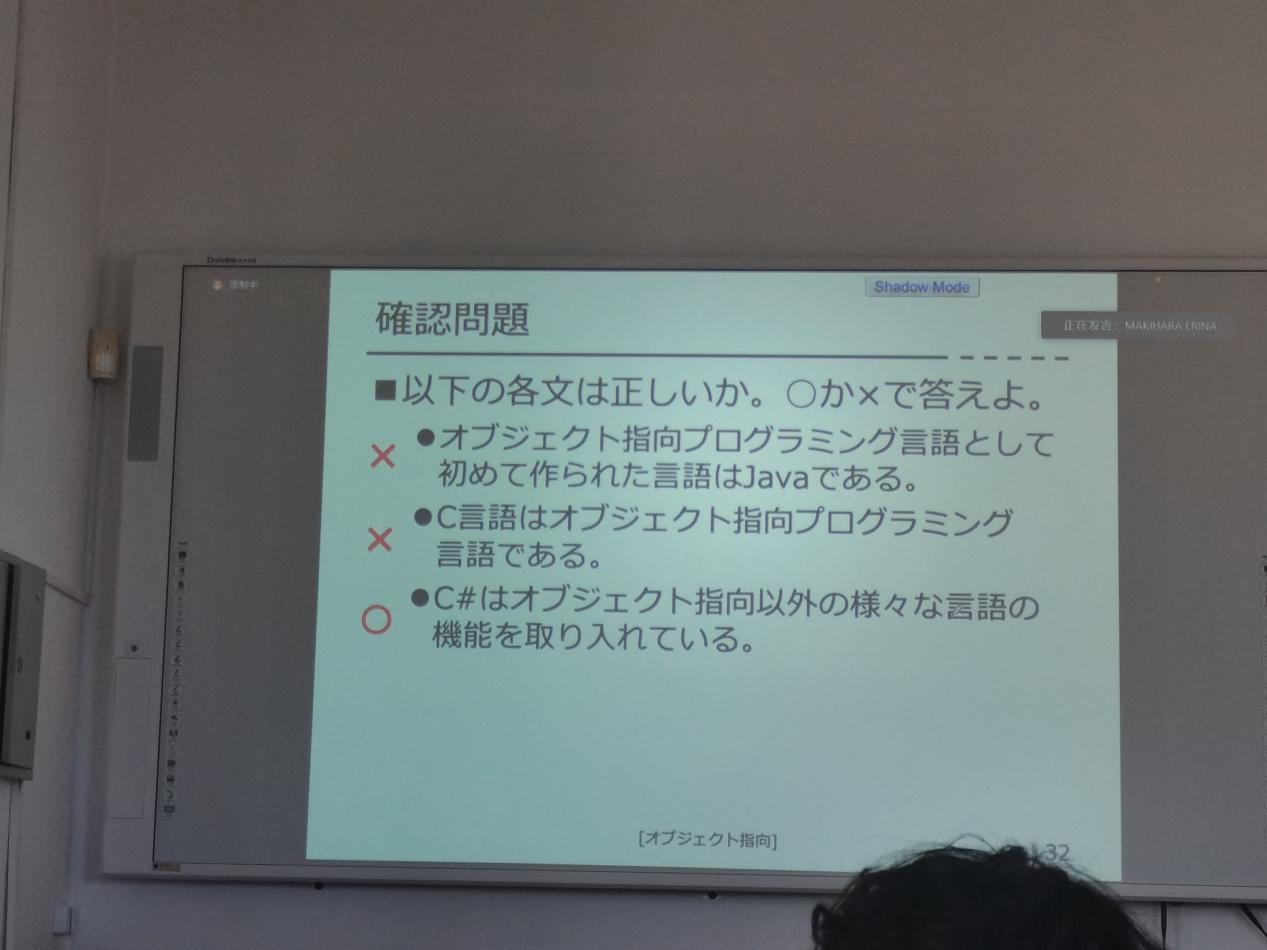 录制中
Shadow Mode
確認問題
正在发言: MAKIHARA ERINA
■以下の各文は正しいか。○か×で答えよ。
× ●オブジェクト指向プログラミング言語として
初めて作られた言語はJavaである。
× ●C言語はオブジェクト指向プログラミング
言語である。
○ ●C#はオブジェクト指向以外の様々な言語の
機能を取り入れている。
[オブジェクト指向]
32